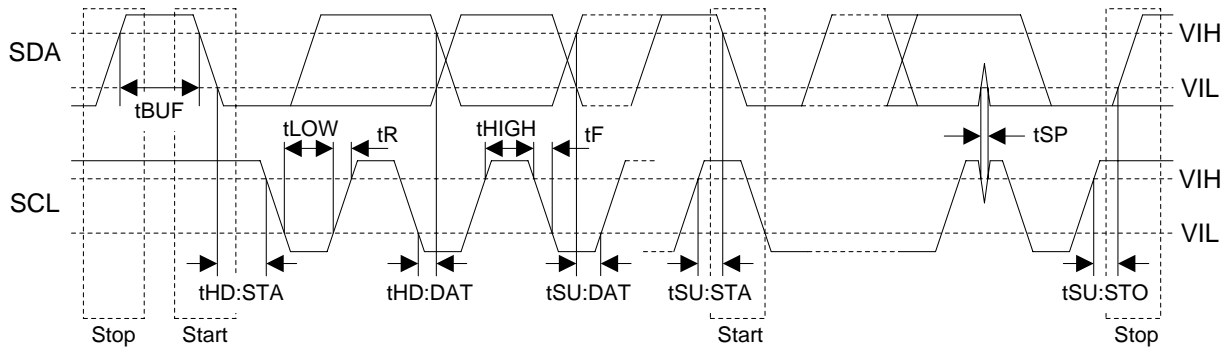 SDA
VIH
VIL
tBUF
tLOW
tR
tHIGH
tF
tSP
SCL
VIH
VIL
tHD:STA
tHD:DAT
tSU:DAT
tSU:STA
tSU:STO
Stop
Start
Start
Stop